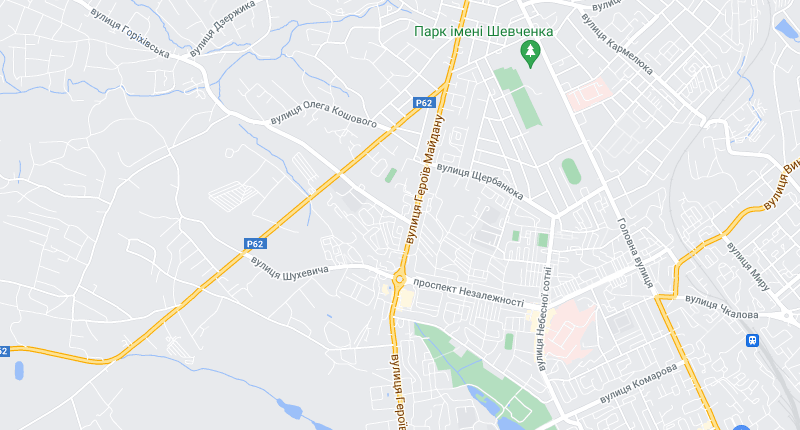 вулиця Дзержика
вулиця Горіхівська
Парк імені Шевченка
вулиця Кармелюка
P62
вулиця Олега Кошового
вулиця Героїв Майдану
вулиця Щербанюка
P62
вулиця Шухевича
проспект Незалежності
вулиця Небесної сотні
Головна вулиця
вулиця Миру
вулиця Чкалова
вулиця Комарова
вулиця Героїв